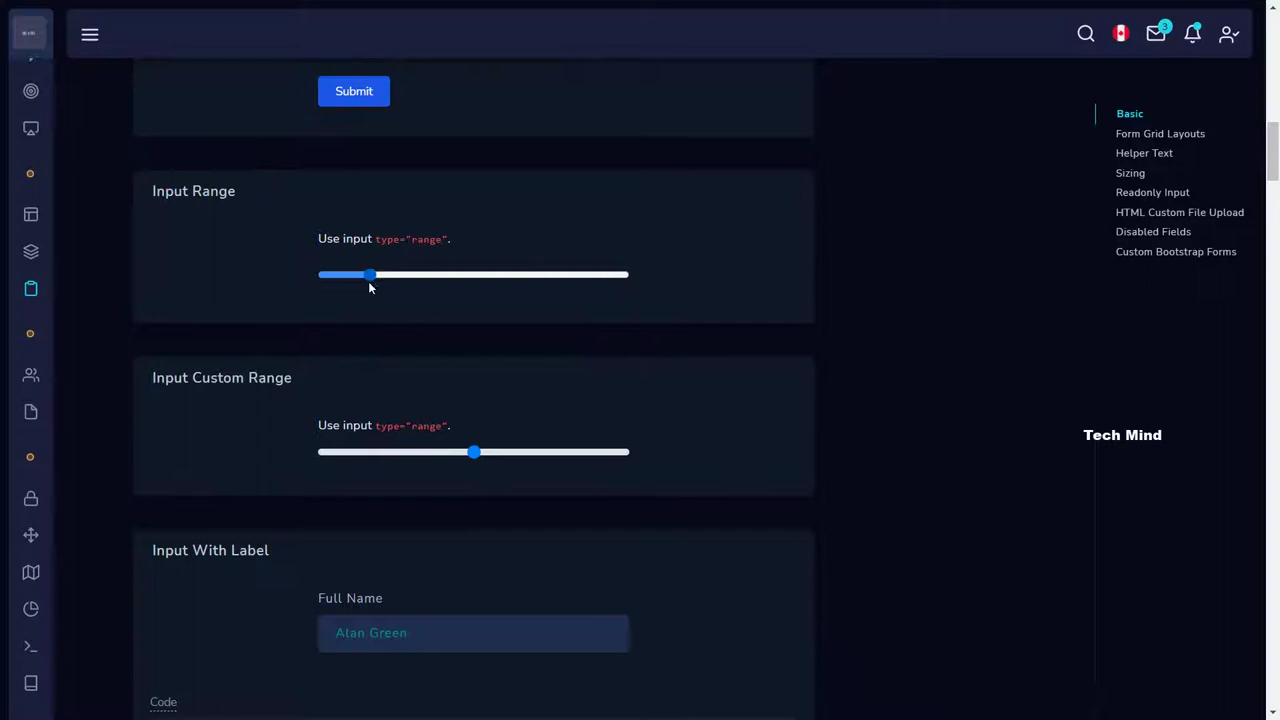 3
Submit
Basic
Form Grid Layouts
Helper Text
Sizing
Readonly Input
HTML Custom File Upload
Disabled Fields
Custom Bootstrap Forms
Input Range
Use input type="range".
Input Custom Range
Use input type="range".
Tech Mind
Input With Label
Full Name
Alan Green
Code